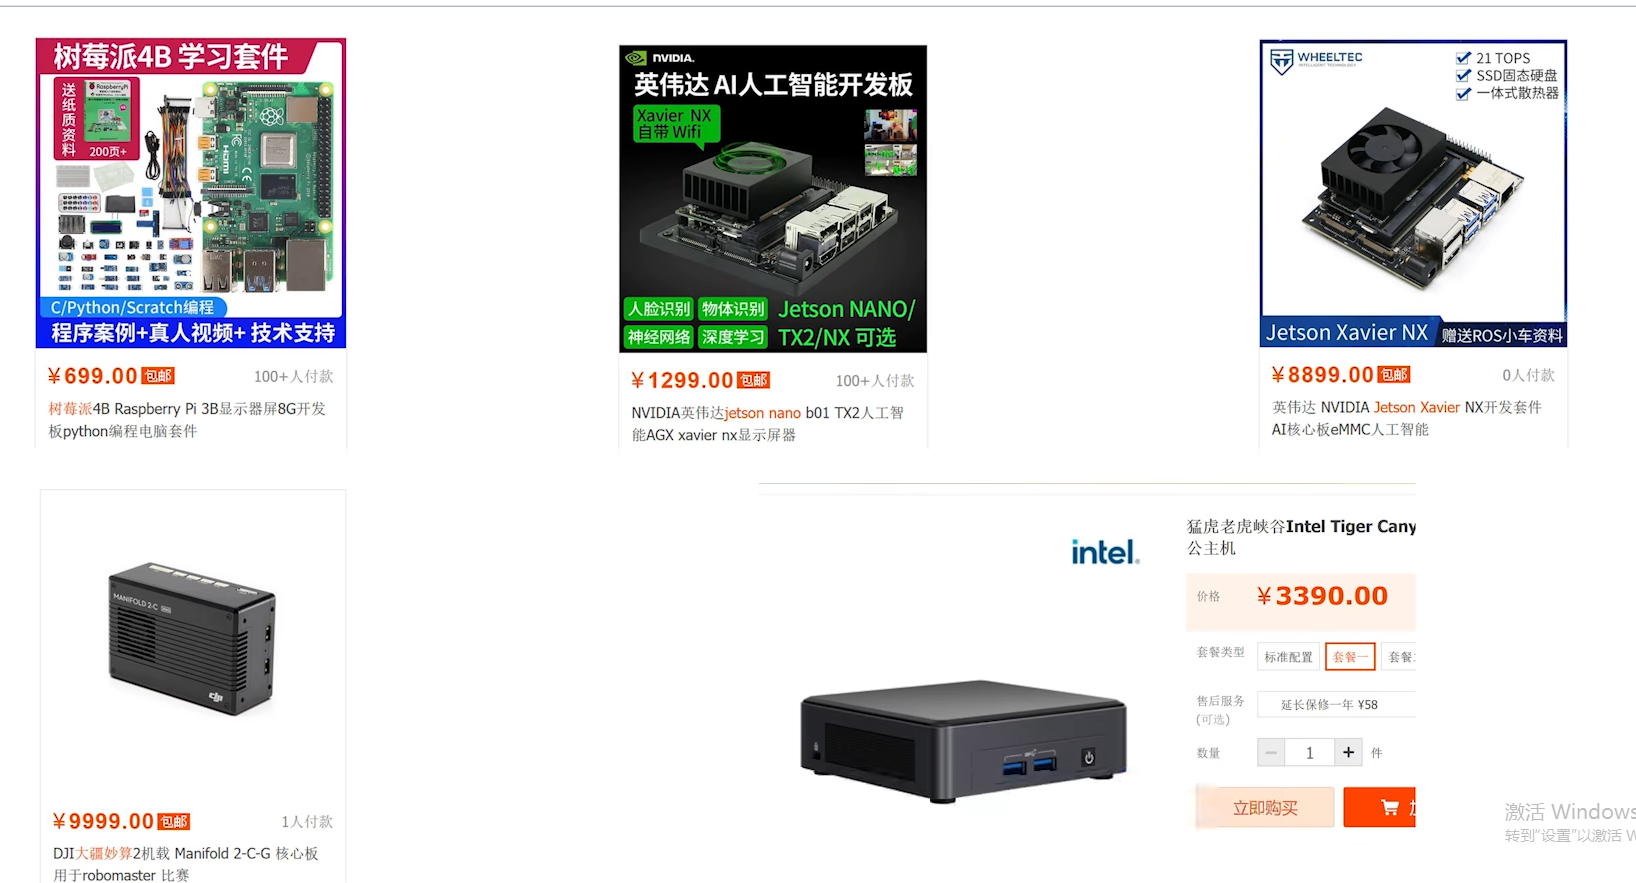 树莓派4B 学习套件
送纸质资料
RaspberryPi
200页+
HDMI
C/Python/Scratch编程
程序案例+真人视频+ 技术支持
￥699.00 包邮 100+人付款
树莓派4B Raspberry Pi 3B显示器屏8G开发
板python编程电脑套件
NVIDIA.
英伟达 AI人工智能开发板
Xavier NX
自带 Wifi
人脸识别 物体识别 Jetson NANO/
神经网络 深度学习 TX2/NX 可选
￥1299.00 包邮 100+人付款
NVIDIA英伟达jetson nano b01 TX2人工智
能AGX xavier nx显示屏器
WHEELTEC
INTELLIGENT TECHNOLOGY
21 TOPS
SSD固态硬盘
一体式散热器
Jetson Xavier NX 赠送ROS小车资料
￥8899.00 包邮 0人付款
英伟达 NVIDIA Jetson Xavier NX开发套件
AI核心板eMMC人工智能
MANIFOLD 2-C
dji
￥9999.00 包邮 1人付款
DJI大疆妙算2机载 Manifold 2-C-G 核心板
用于robomaster 比赛
intel.
猛虎老虎峡谷Intel Tiger Cany
公主机
价格 ￥3390.00
套餐类型 标准配置 套餐一 套餐
售后服务 延长保修一年 ¥58
(可选)
数量 − 1 + 件
立即购买
激活 Windows
转到"设置"以激活 W